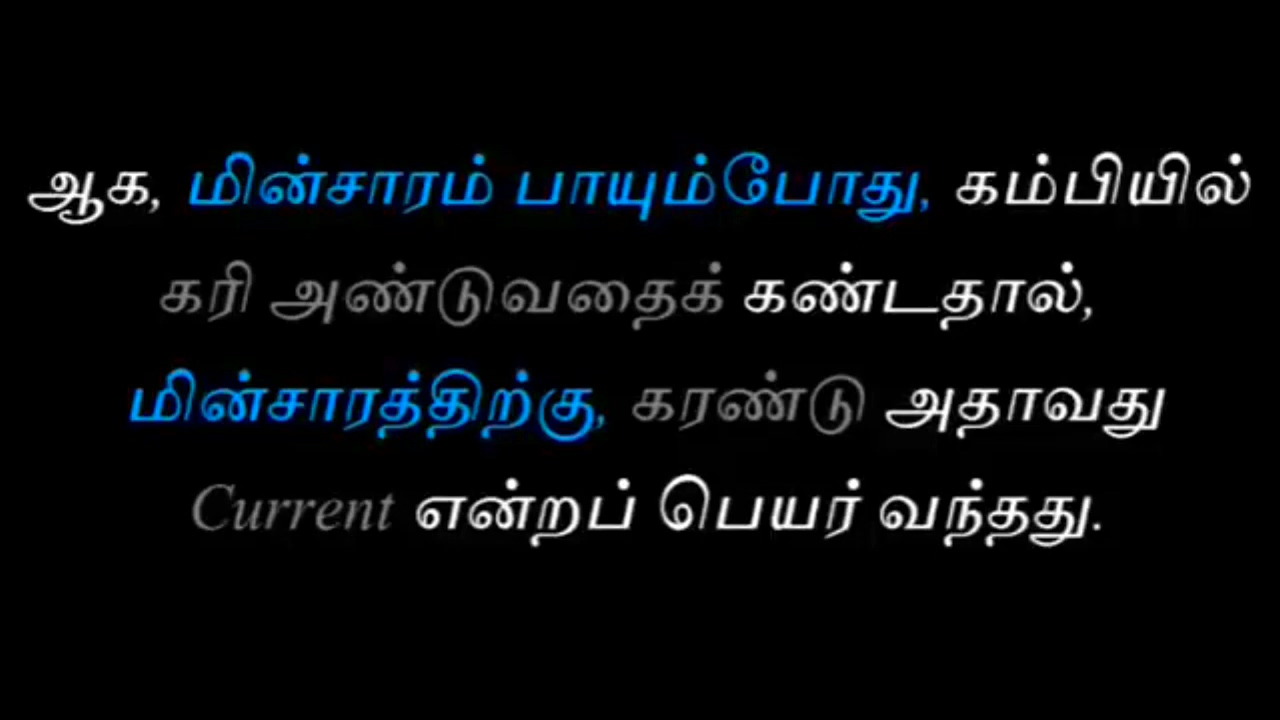 ஆக, மின்சாரம் பாயும்போது, கம்பியில்
கரி அண்டுவதைக் கண்டதால்,
மின்சாரத்திற்கு, கரண்டு அதாவது
Current என்றப் பெயர் வந்தது.